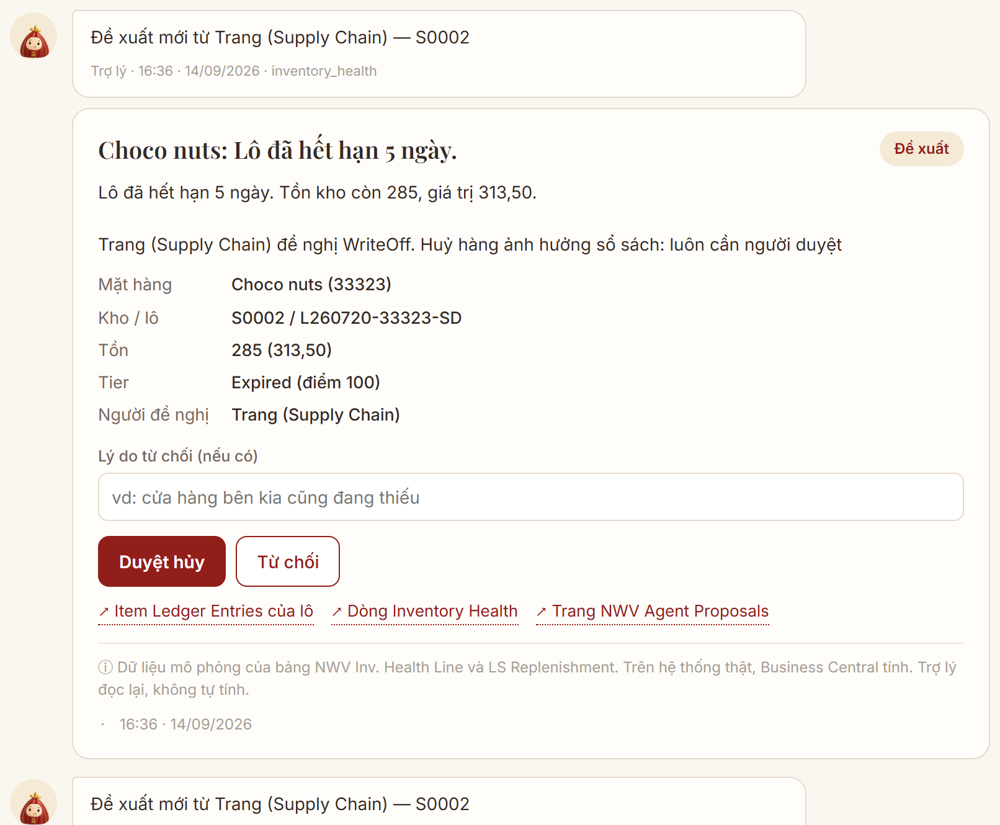 Đề xuất mới từ Trang (Supply Chain) — S0002
Trợ lý · 16:36 · 14/09/2026 · inventory_health
Choco nuts: Lô đã hết hạn 5 ngày.
Đề xuất
Lô đã hết hạn 5 ngày. Tồn kho còn 285, giá trị 313,50.
Trang (Supply Chain) đề nghị WriteOff. Huỷ hàng ảnh hưởng sổ sách: luôn cần người duyệt
Mặt hàng Choco nuts (33323)
Kho / lô S0002 / L260720-33323-SD
Tồn 285 (313,50)
Tier Expired (điểm 100)
Người đề nghị Trang (Supply Chain)
Lý do từ chối (nếu có)
vd: cửa hàng bên kia cũng đang thiếu
Duyệt hủy Từ chối
↗ Item Ledger Entries của lô ↗ Dòng Inventory Health ↗ Trang NWV Agent Proposals
ⓘ Dữ liệu mô phỏng của bảng NWV Inv. Health Line và LS Replenishment. Trên hệ thống thật, Business Central tính. Trợ lý
đọc lại, không tự tính.
· 16:36 · 14/09/2026
Đề xuất mới từ Trang (Supply Chain) — S0002